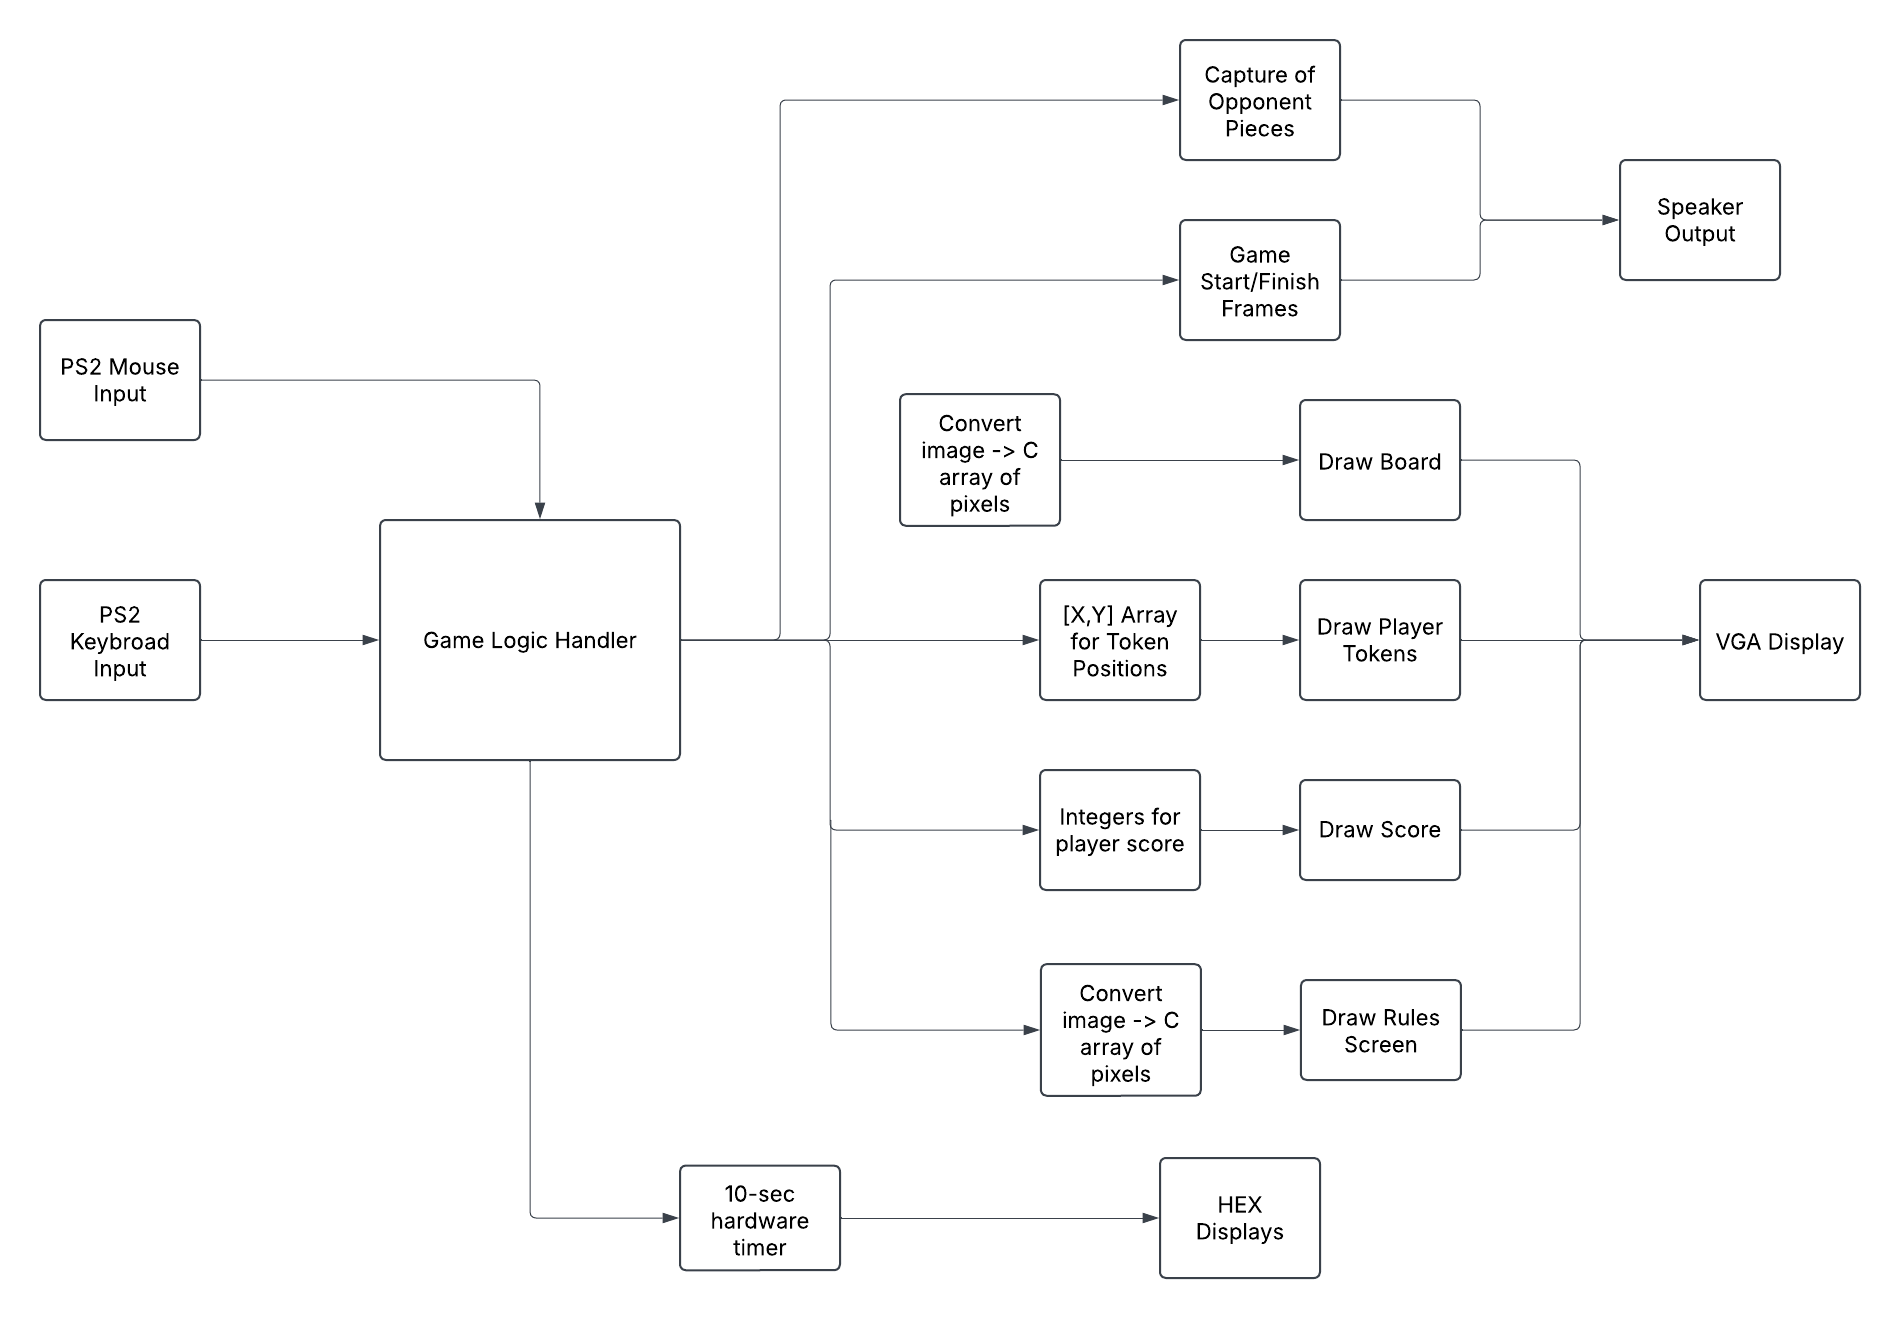 Capture of
Opponent
Pieces
Speaker
Output
Game
Start/Finish
Frames
PS2 Mouse
Input
Convert
image -> C
array of
pixels
Draw Board
PS2
Keybroad
Input
Game Logic Handler
[X,Y] Array
for Token
Positions
Draw Player
Tokens
VGA Display
Integers for
player score
Draw Score
Convert
image -> C
array of
pixels
Draw Rules
Screen
10-sec
hardware
timer
HEX
Displays